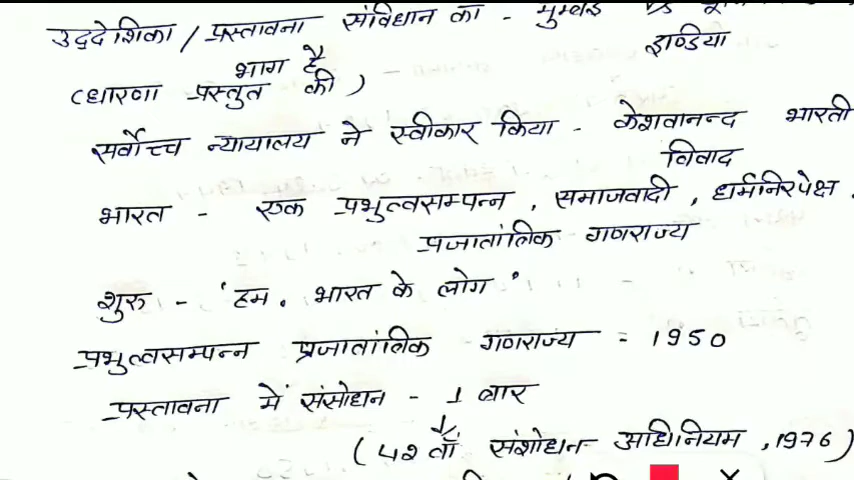 उद्देशिका / प्रस्तावना संविधान का - मुम्बई
इण्डिया
भाग है
(धारणा प्रस्तुत की)
सर्वोच्च न्यायालय ने स्वीकार किया - केशवानन्द भारती
विवाद
भारत - एक प्रभुत्वसम्पन्न, समाजवादी, धर्मनिरपेक्ष,
प्रजातांत्रिक गणराज्य
शुरु - 'हम, भारत के लोग'
प्रभुत्वसम्पन्न प्रजातांत्रिक गणराज्य = 1950
प्रस्तावना में संसोधन - 1 बार
(42 वाँ संशोधन अधिनियम, 1976)